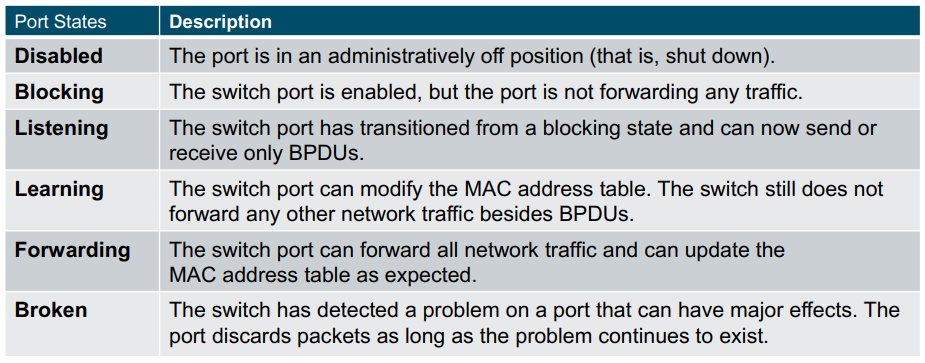 Port States Description
Disabled The port is in an administratively off position (that is, shut down).
Blocking The switch port is enabled, but the port is not forwarding any traffic.
Listening The switch port has transitioned from a blocking state and can now send or
receive only BPDUs.
Learning The switch port can modify the MAC address table. The switch still does not
forward any other network traffic besides BPDUs.
Forwarding The switch port can forward all network traffic and can update the
MAC address table as expected.
Broken The switch has detected a problem on a port that can have major effects. The
port discards packets as long as the problem continues to exist.